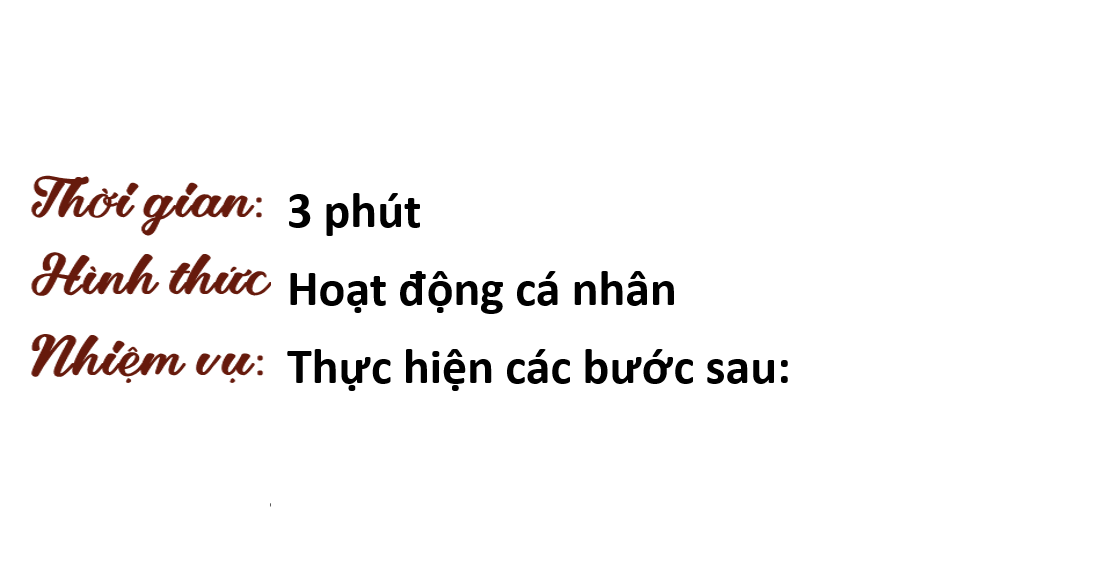 Thời gian: 3 phút
Hình thức Hoạt động cá nhân
Nhiệm vụ: Thực hiện các bước sau: